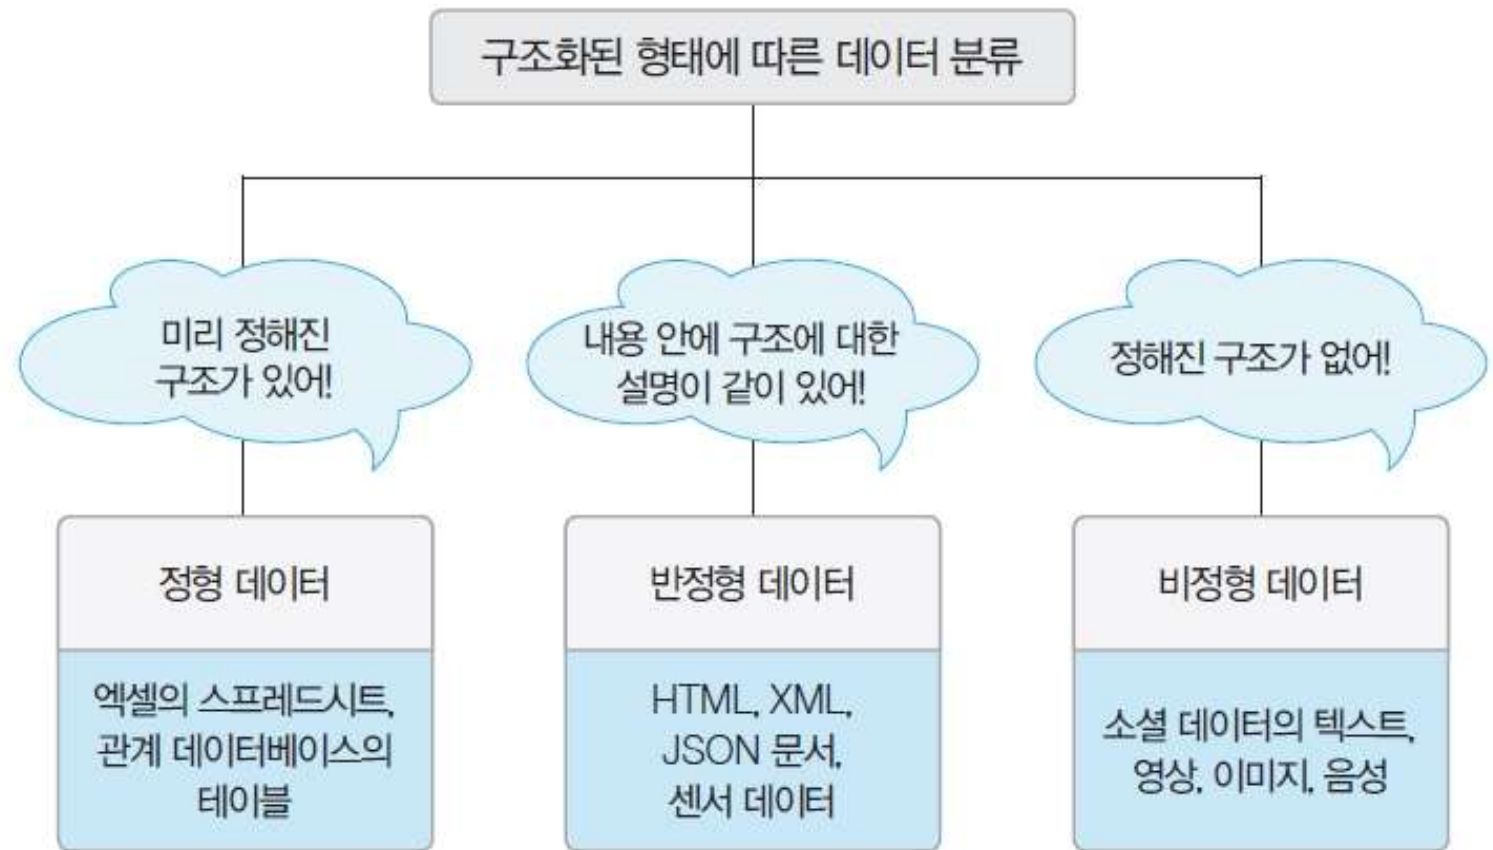 구조화된 형태에 따른 데이터 분류
미리 정해진
구조가 있어!
내용 안에 구조에 대한
설명이 같이 있어!
정해진 구조가 없어!
정형 데이터
반정형 데이터
비정형 데이터
엑셀의 스프레드시트,
관계 데이터베이스의
테이블
HTML, XML,
JSON 문서,
센서 데이터
소셜 데이터의 텍스트,
영상, 이미지, 음성